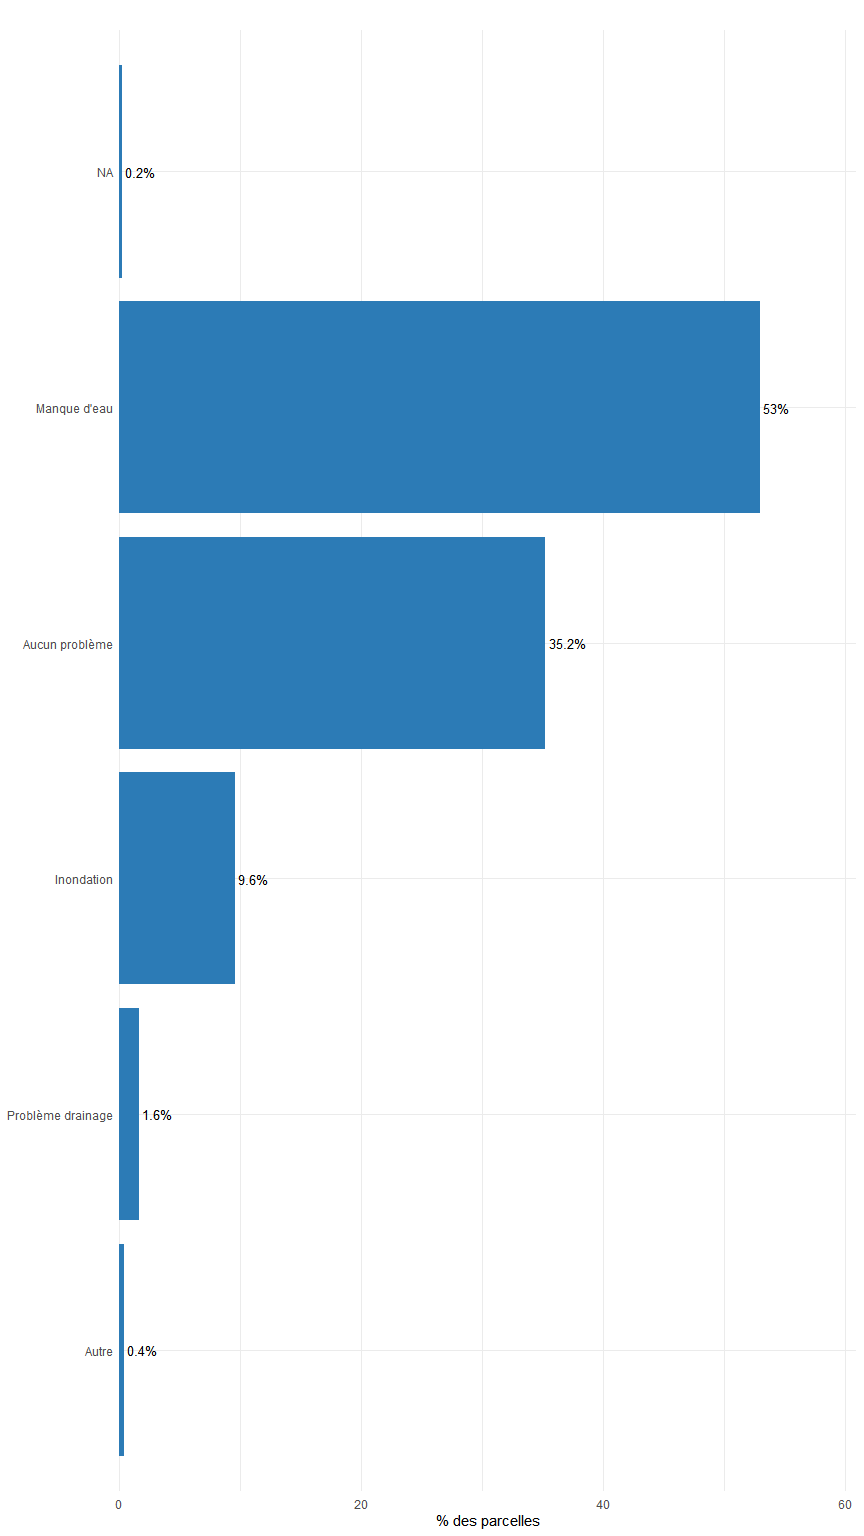 NA
0.2%
Manque d'eau
53%
Aucun problème
35.2%
Inondation
9.6%
Problème drainage
1.6%
Autre
0.4%
0 20 40 60
% des parcelles